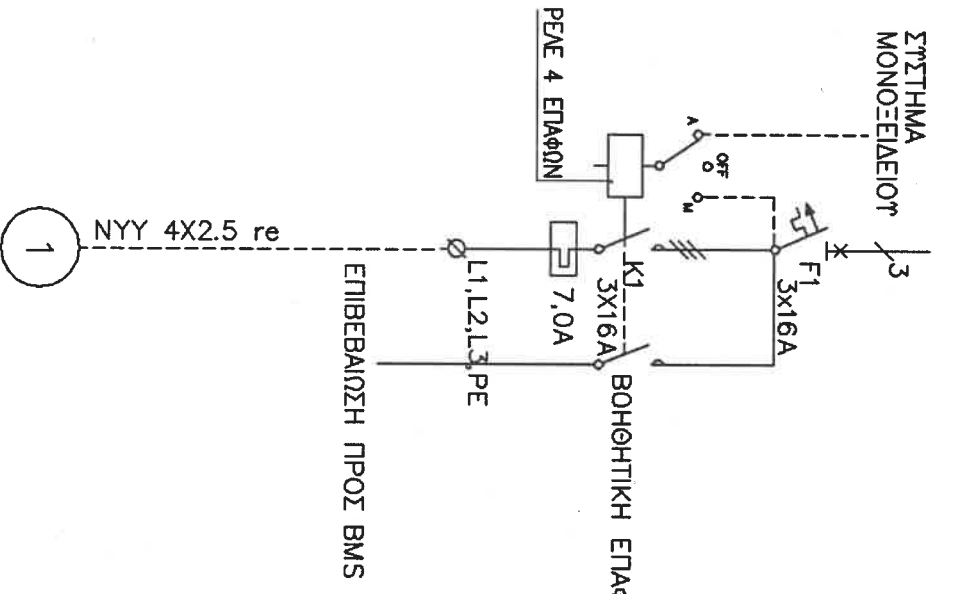 ΣΥΣΤΗΜΑ
ΜΟΝΟΞΕΙΔΕΙΟΥ
3
F1
3x16A
A
OFF
M
ΡΕΛΕ 4 ΕΠΑΦΩΝ
K1
3X16A
ΒΟΗΘΗΤΙΚΗ
7,0A
L1,L2,L3,PE
ΕΠΙΒΕΒΑΙΩΣΗ ΠΡΟΣ BMS
NYY 4X2.5 re
1